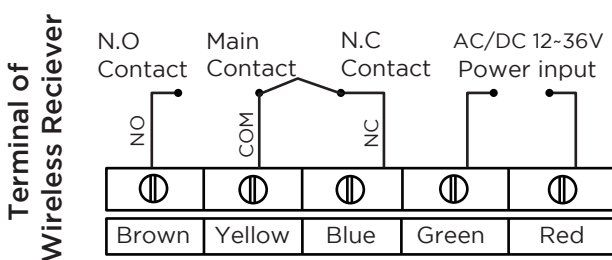 Terminal of
Wireless Reciever
N.O Main N.C AC/DC 12~36V
Contact Contact Contact Power input
NO COM NC
Brown Yellow Blue Green Red